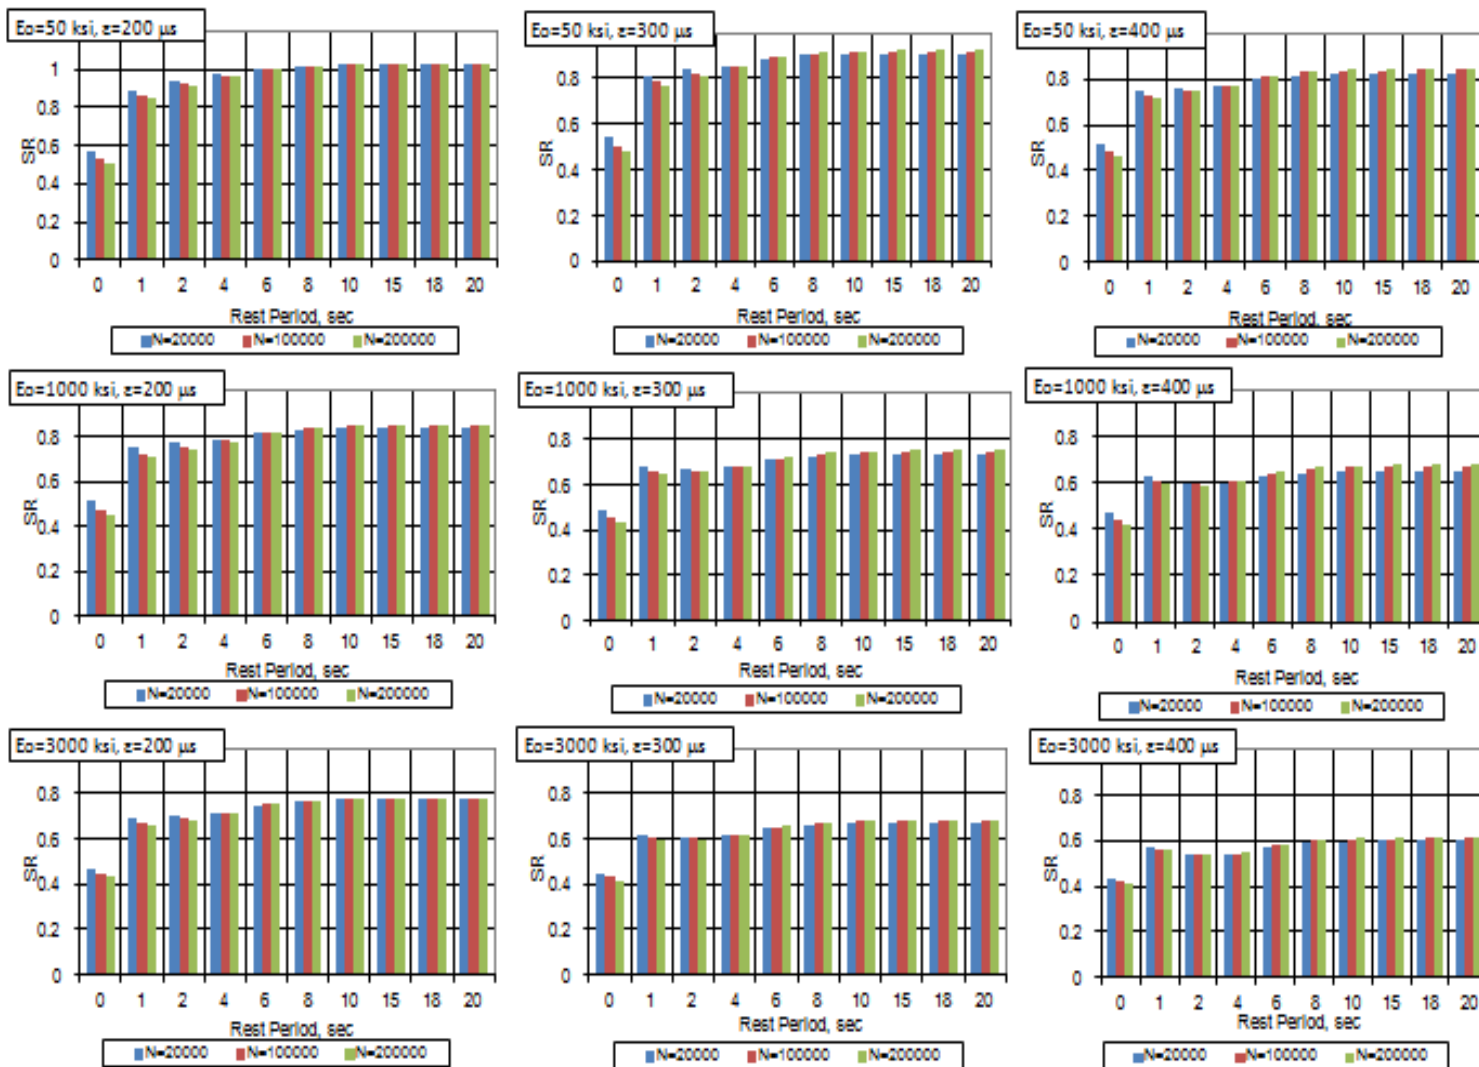 Eo=50 ksi, ε=200 µs
1
0.8
0.6
0.4
0.2
0
SR
0 1 2 4 6 8 10 15 18 20
Rest Period, sec
N=20000 N=100000 N=200000
Eo=50 ksi, ε=300 µs
0.8
0.6
0.4
0.2
0
SR
0 1 2 4 6 8 10 15 18 20
Rest Period, sec
N=20000 N=100000 N=200000
Eo=50 ksi, ε=400 µs
0.8
0.6
0.4
0.2
0
SR
0 1 2 4 6 8 10 15 18 20
Rest Period, sec
N=20000 N=100000 N=200000
Eo=1000 ksi, ε=200 µs
0.8
0.6
0.4
0.2
0
SR
0 1 2 4 6 8 10 15 18 20
Rest Period, sec
N=20000 N=100000 N=200000
Eo=1000 ksi, ε=300 µs
0.8
0.6
0.4
0.2
0
SR
0 1 2 4 6 8 10 15 18 20
Rest Period, sec
N=20000 N=100000 N=200000
Eo=1000 ksi, ε=400 µs
0.8
0.6
0.4
0.2
0
SR
0 1 2 4 6 8 10 15 18 20
Rest Period, sec
N=20000 N=100000 N=200000
Eo=3000 ksi, ε=200 µs
0.8
0.6
0.4
0.2
0
SR
0 1 2 4 6 8 10 15 18 20
Rest Period, sec
N=20000 N=100000 N=200000
Eo=3000 ksi, ε=300 µs
0.8
0.6
0.4
0.2
0
SR
0 1 2 4 6 8 10 15 18 20
Rest Period, sec
N=20000 N=100000 N=200000
Eo=3000 ksi, ε=400 µs
0.8
0.6
0.4
0.2
0
SR
0 1 2 4 6 8 10 15 18 20
Rest Period, sec
N=20000 N=100000 N=200000